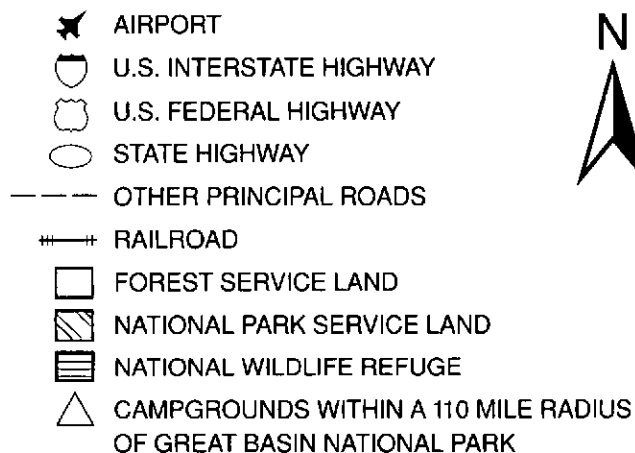 AIRPORT
N
U.S. INTERSTATE HIGHWAY
U.S. FEDERAL HIGHWAY
STATE HIGHWAY
OTHER PRINCIPAL ROADS
RAILROAD
FOREST SERVICE LAND
NATIONAL PARK SERVICE LAND
NATIONAL WILDLIFE REFUGE
CAMPGROUNDS WITHIN A 110 MILE RADIUS
OF GREAT BASIN NATIONAL PARK